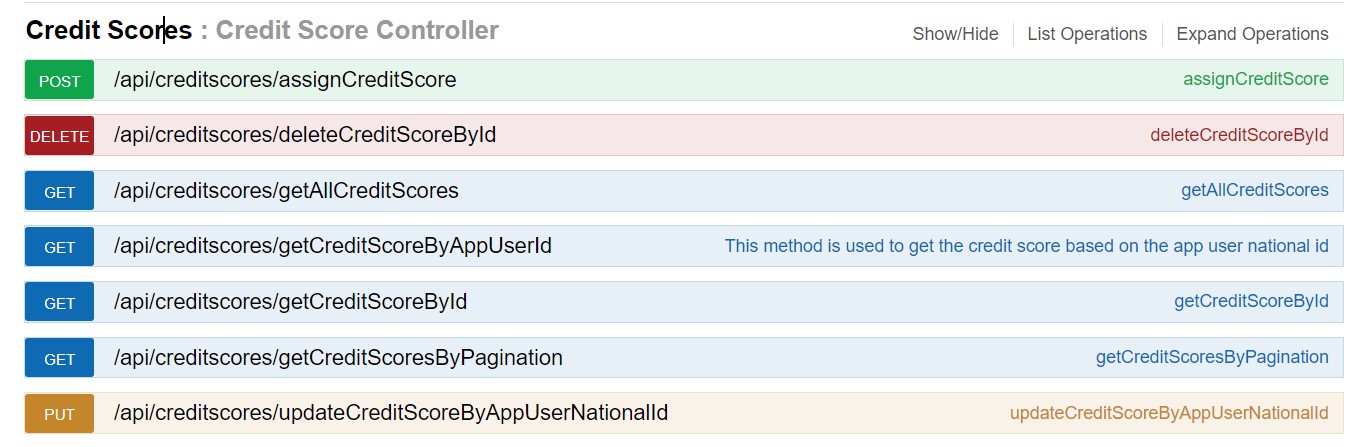 Credit Scores : Credit Score Controller Show/Hide List Operations Expand Operations
POST /api/creditscores/assignCreditScore assignCreditScore
DELETE /api/creditscores/deleteCreditScoreById deleteCreditScoreById
GET /api/creditscores/getAllCreditScores getAllCreditScores
GET /api/creditscores/getCreditScoreByAppUserId This method is used to get the credit score based on the app user national id
GET /api/creditscores/getCreditScoreById getCreditScoreById
GET /api/creditscores/getCreditScoresByPagination getCreditScoresByPagination
PUT /api/creditscores/updateCreditScoreByAppUserNationalId updateCreditScoreByAppUserNationalId